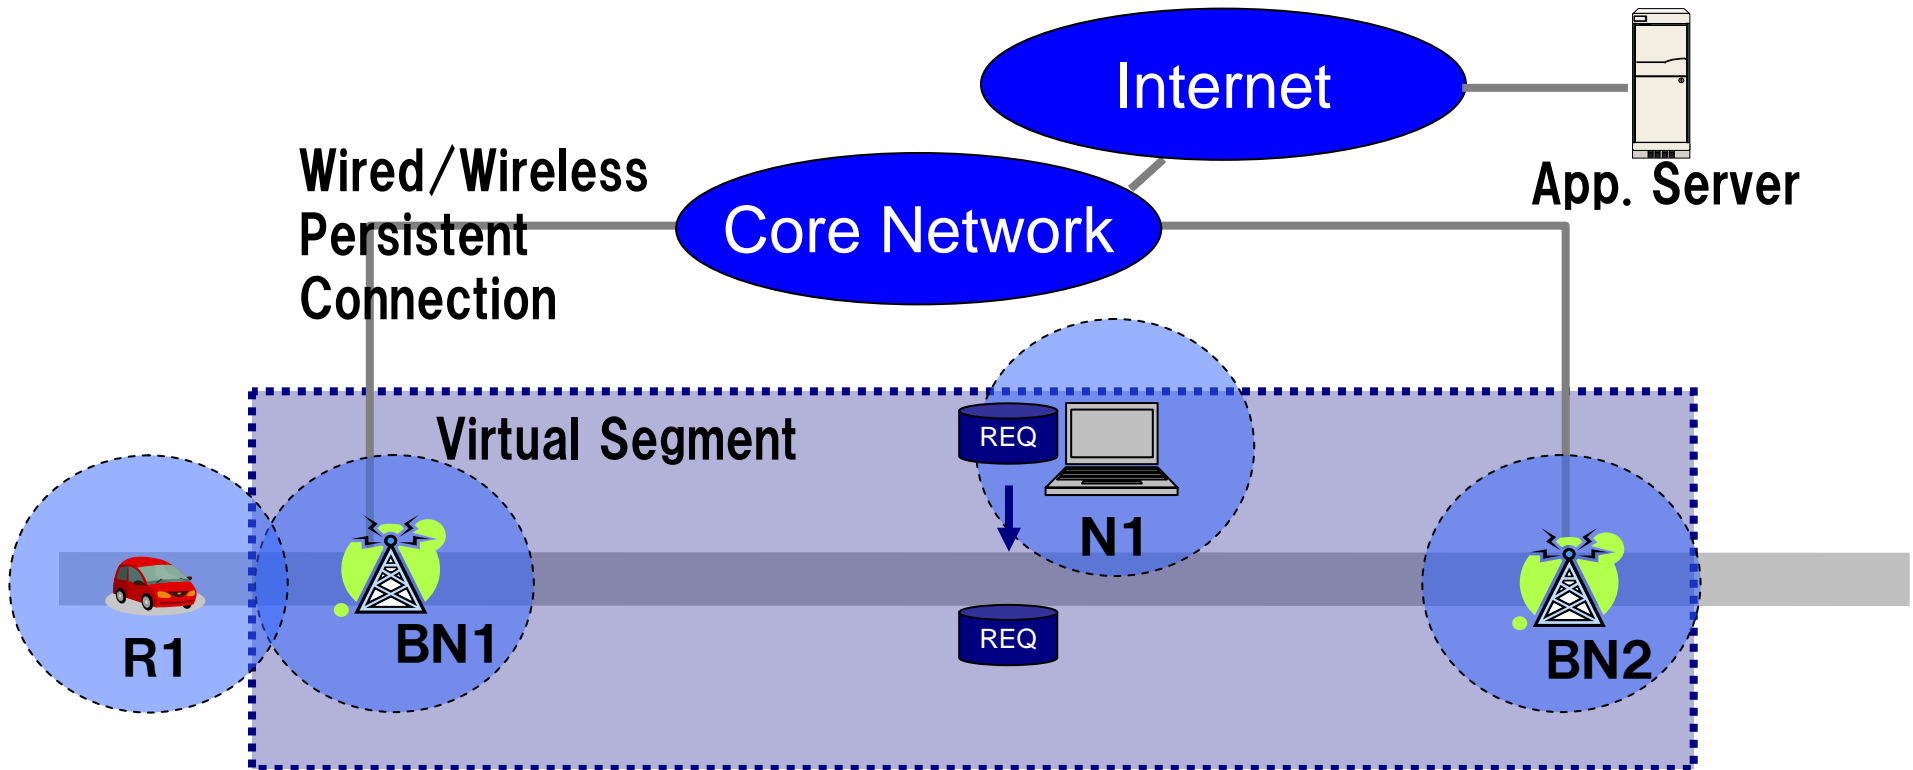 Internet
App. Server
Wired/Wireless
Persistent
Connection
Core Network
Virtual Segment
REQ
N1
R1
BN1
REQ
BN2